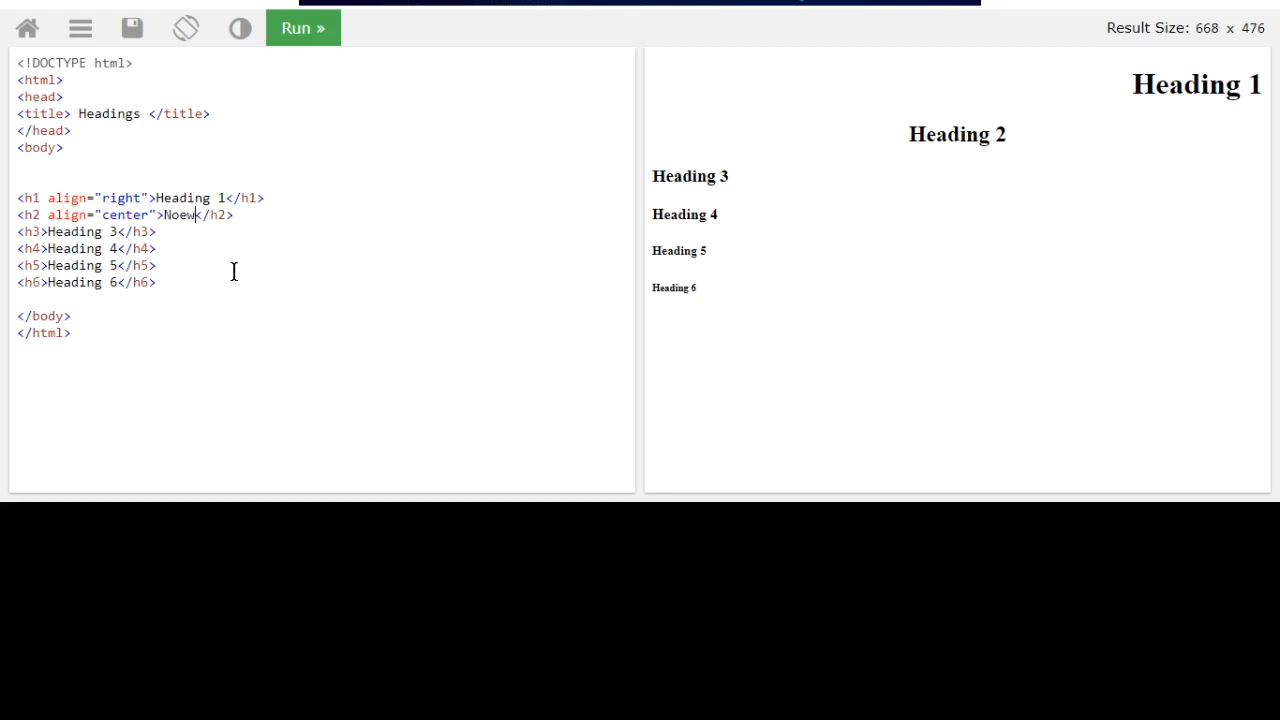 Run »
Result Size: 668 x 476
<!DOCTYPE html>
<html>
<head>
<title> Headings </title>
</head>
<body>
<h1 align="right">Heading 1</h1>
<h2 align="center">Noew</h2>
<h3>Heading 3</h3>
<h4>Heading 4</h4>
<h5>Heading 5</h5>
<h6>Heading 6</h6>
</body>
</html>
Heading 1
Heading 2
Heading 3
Heading 4
Heading 5
Heading 6